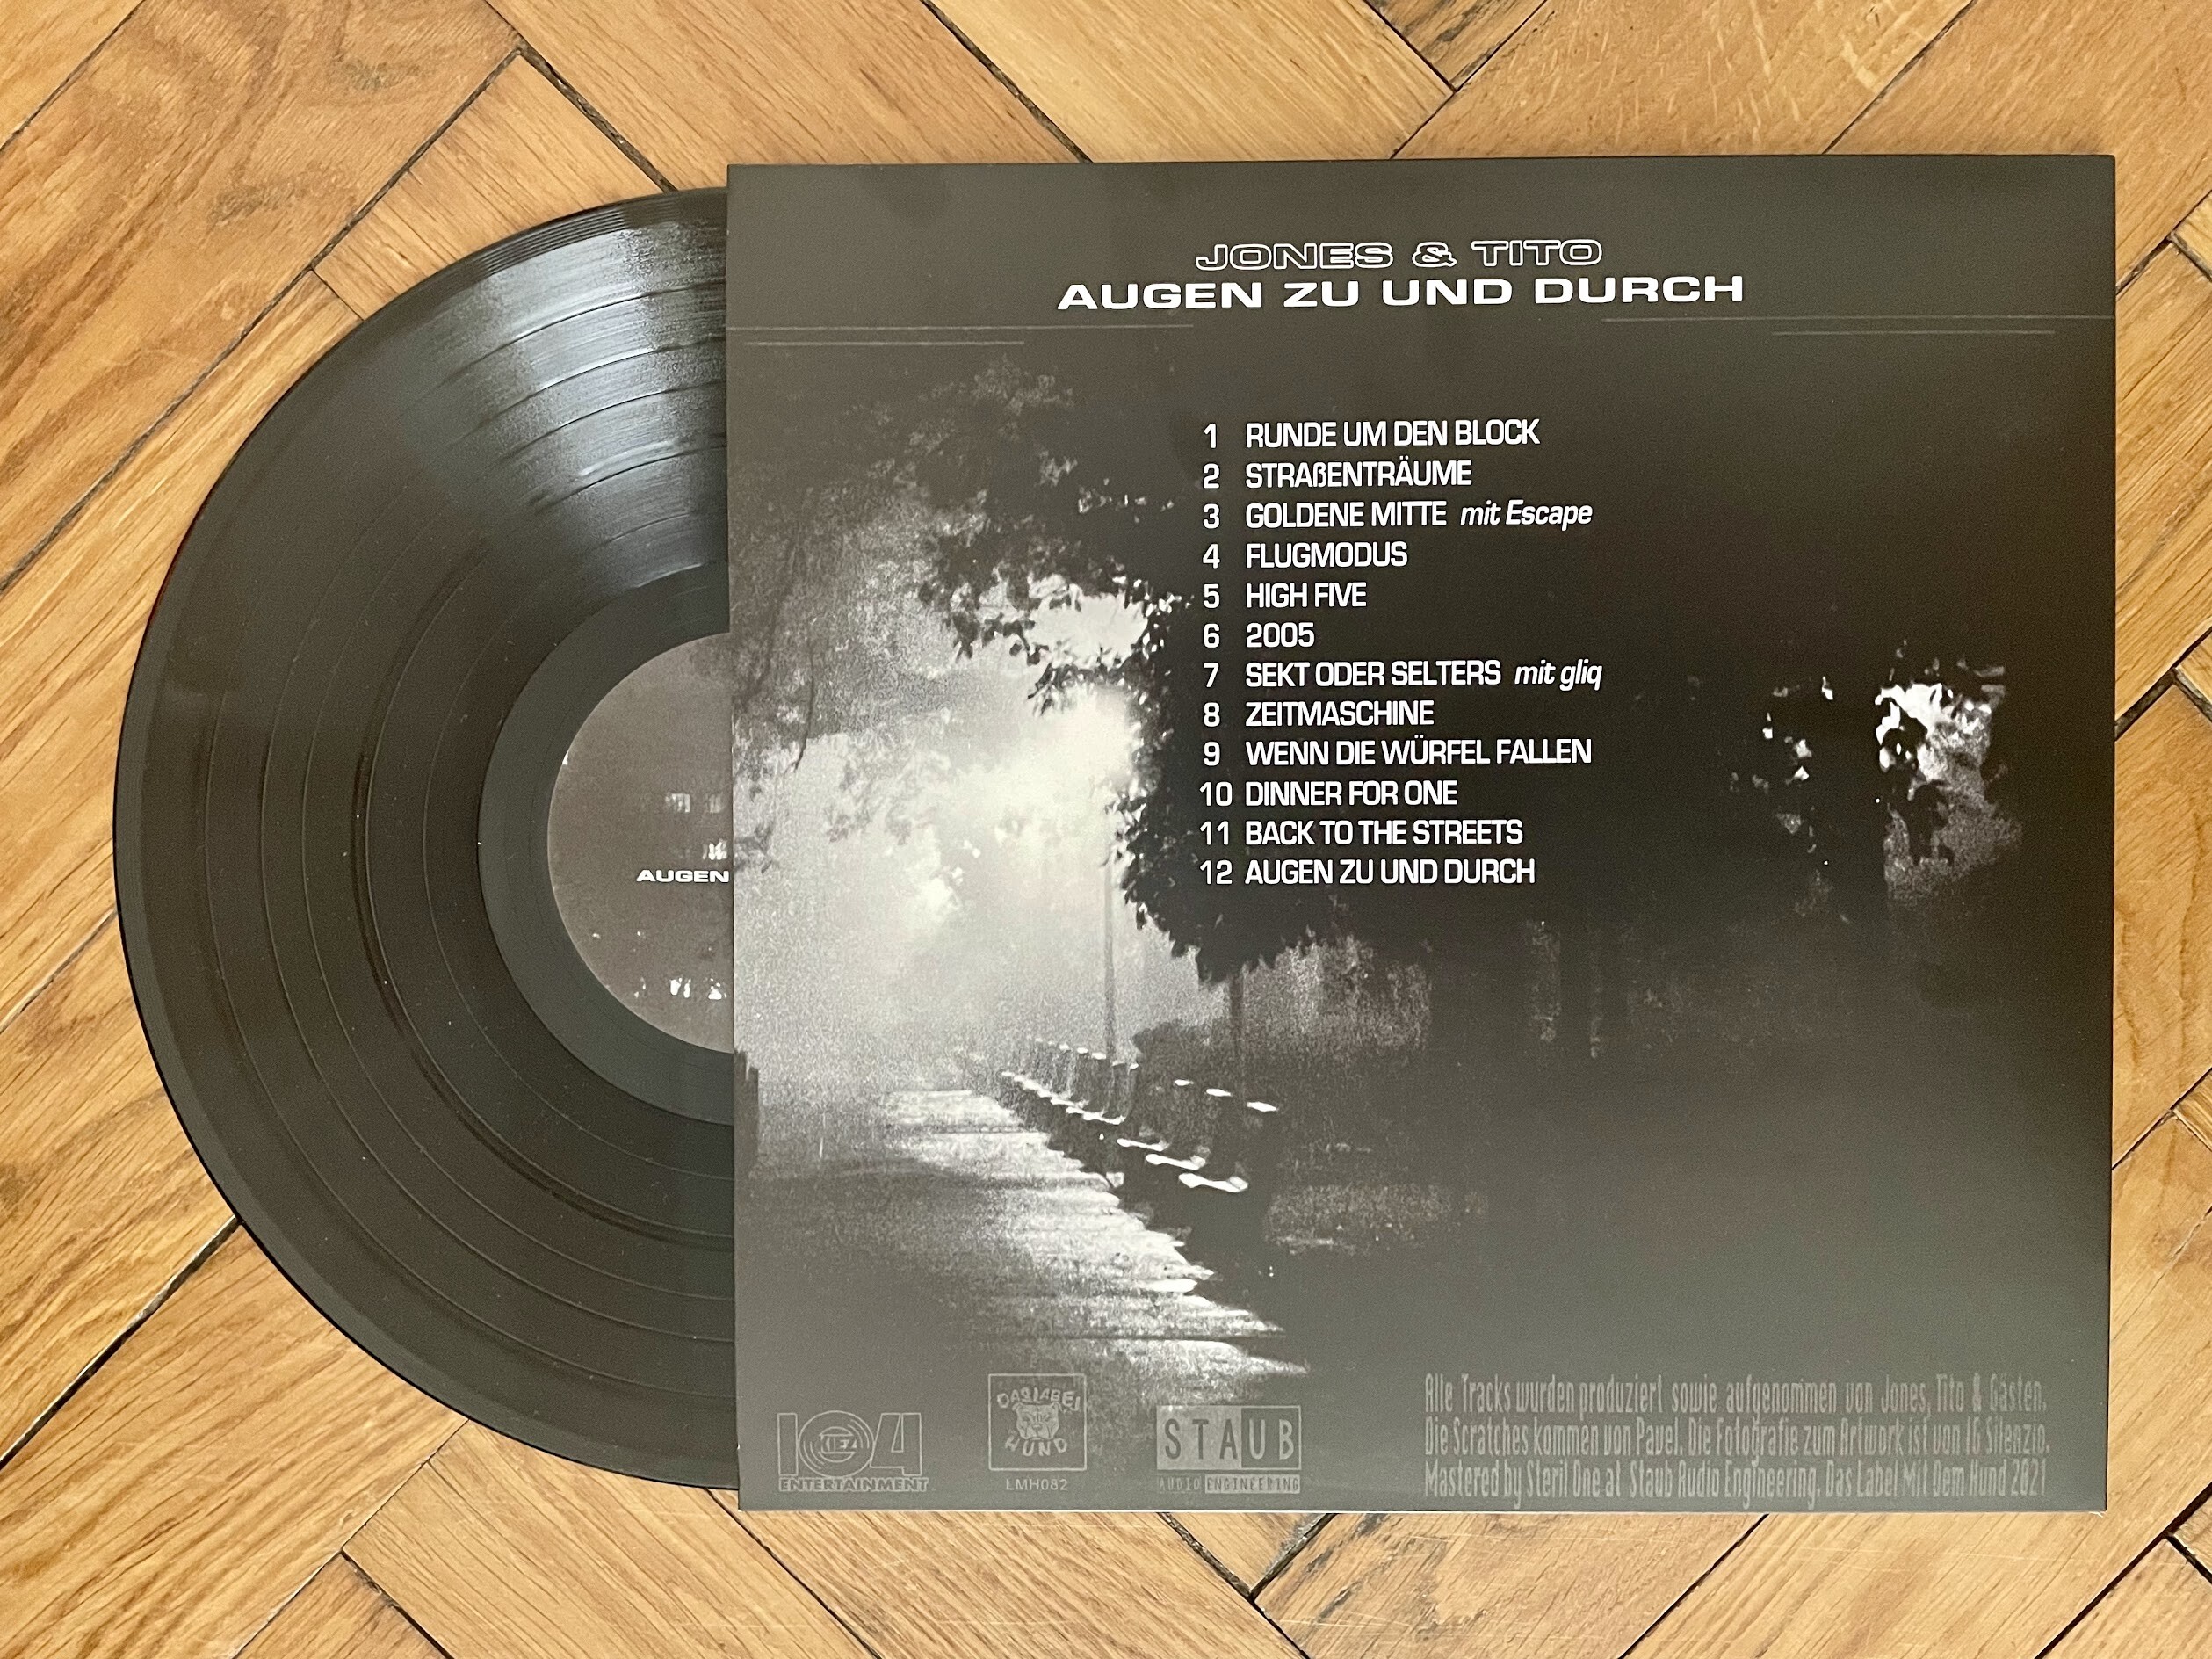 JONES & TITO
AUGEN ZU UND DURCH
1 RUNDE UM DEN BLOCK
2 STRAßENTRÄUME
3 GOLDENE MITTE mit Escape
4 FLUGMODUS
5 HIGH FIVE
6 2005
7 SEKT ODER SELTERS mit gliq
8 ZEITMASCHINE
9 WENN DIE WÜRFEL FALLEN
10 DINNER FOR ONE
11 BACK TO THE STREETS
12 AUGEN ZU UND DURCH
AUGEN
104
KIEZ
ENTERTAINMENT
DAS LABEL
HUND
LMH082
STAUB
AUDIO ENGINEERING
Alle Tracks wurden produziert sowie aufgenommen von Jones, Tito & Gästen.
Die Scratches kommen von Pavel. Die Fotografie zum Artwork ist von 16 Silenzio.
Mastered by Steril One at Staub Audio Engineering. Das Label Mit Dem Hund 2021